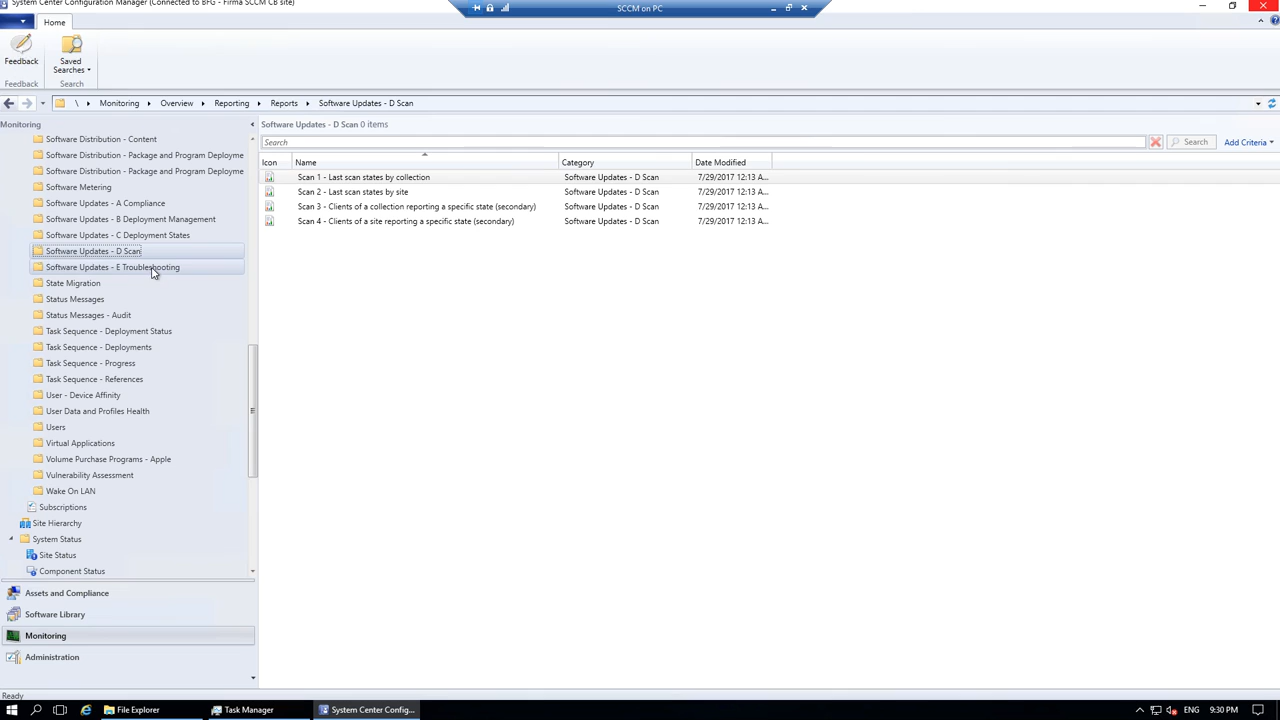 System Center Configuration Manager (Connected to BFG - Firma SCCM CB site)
SCCM on PC
Home
Feedback
Saved Searches
Feedback
Search
\ Monitoring Overview Reporting Reports Software Updates - D Scan
Monitoring
Software Distribution - Content
Software Distribution - Package and Program Deployme
Software Distribution - Package and Program Deployme
Software Metering
Software Updates - A Compliance
Software Updates - B Deployment Management
Software Updates - C Deployment States
Software Updates - D Scan
Software Updates - E Troubleshooting
State Migration
Status Messages
Status Messages - Audit
Task Sequence - Deployment Status
Task Sequence - Deployments
Task Sequence - Progress
Task Sequence - References
User - Device Affinity
User Data and Profiles Health
Users
Virtual Applications
Volume Purchase Programs - Apple
Vulnerability Assessment
Wake On LAN
Subscriptions
Site Hierarchy
System Status
Site Status
Component Status
Assets and Compliance
Software Library
Monitoring
Administration
Software Updates - D Scan 0 items
Search
Search
Add Criteria
Icon Name Category Date Modified
Scan 1 - Last scan states by collection Software Updates - D Scan 7/29/2017 12:13 A...
Scan 2 - Last scan states by site Software Updates - D Scan 7/29/2017 12:13 A...
Scan 3 - Clients of a collection reporting a specific state (secondary) Software Updates - D Scan 7/29/2017 12:13 A...
Scan 4 - Clients of a site reporting a specific state (secondary) Software Updates - D Scan 7/29/2017 12:13 A...
Ready
File Explorer
Task Manager
System Center Config...
ENG
9:30 PM